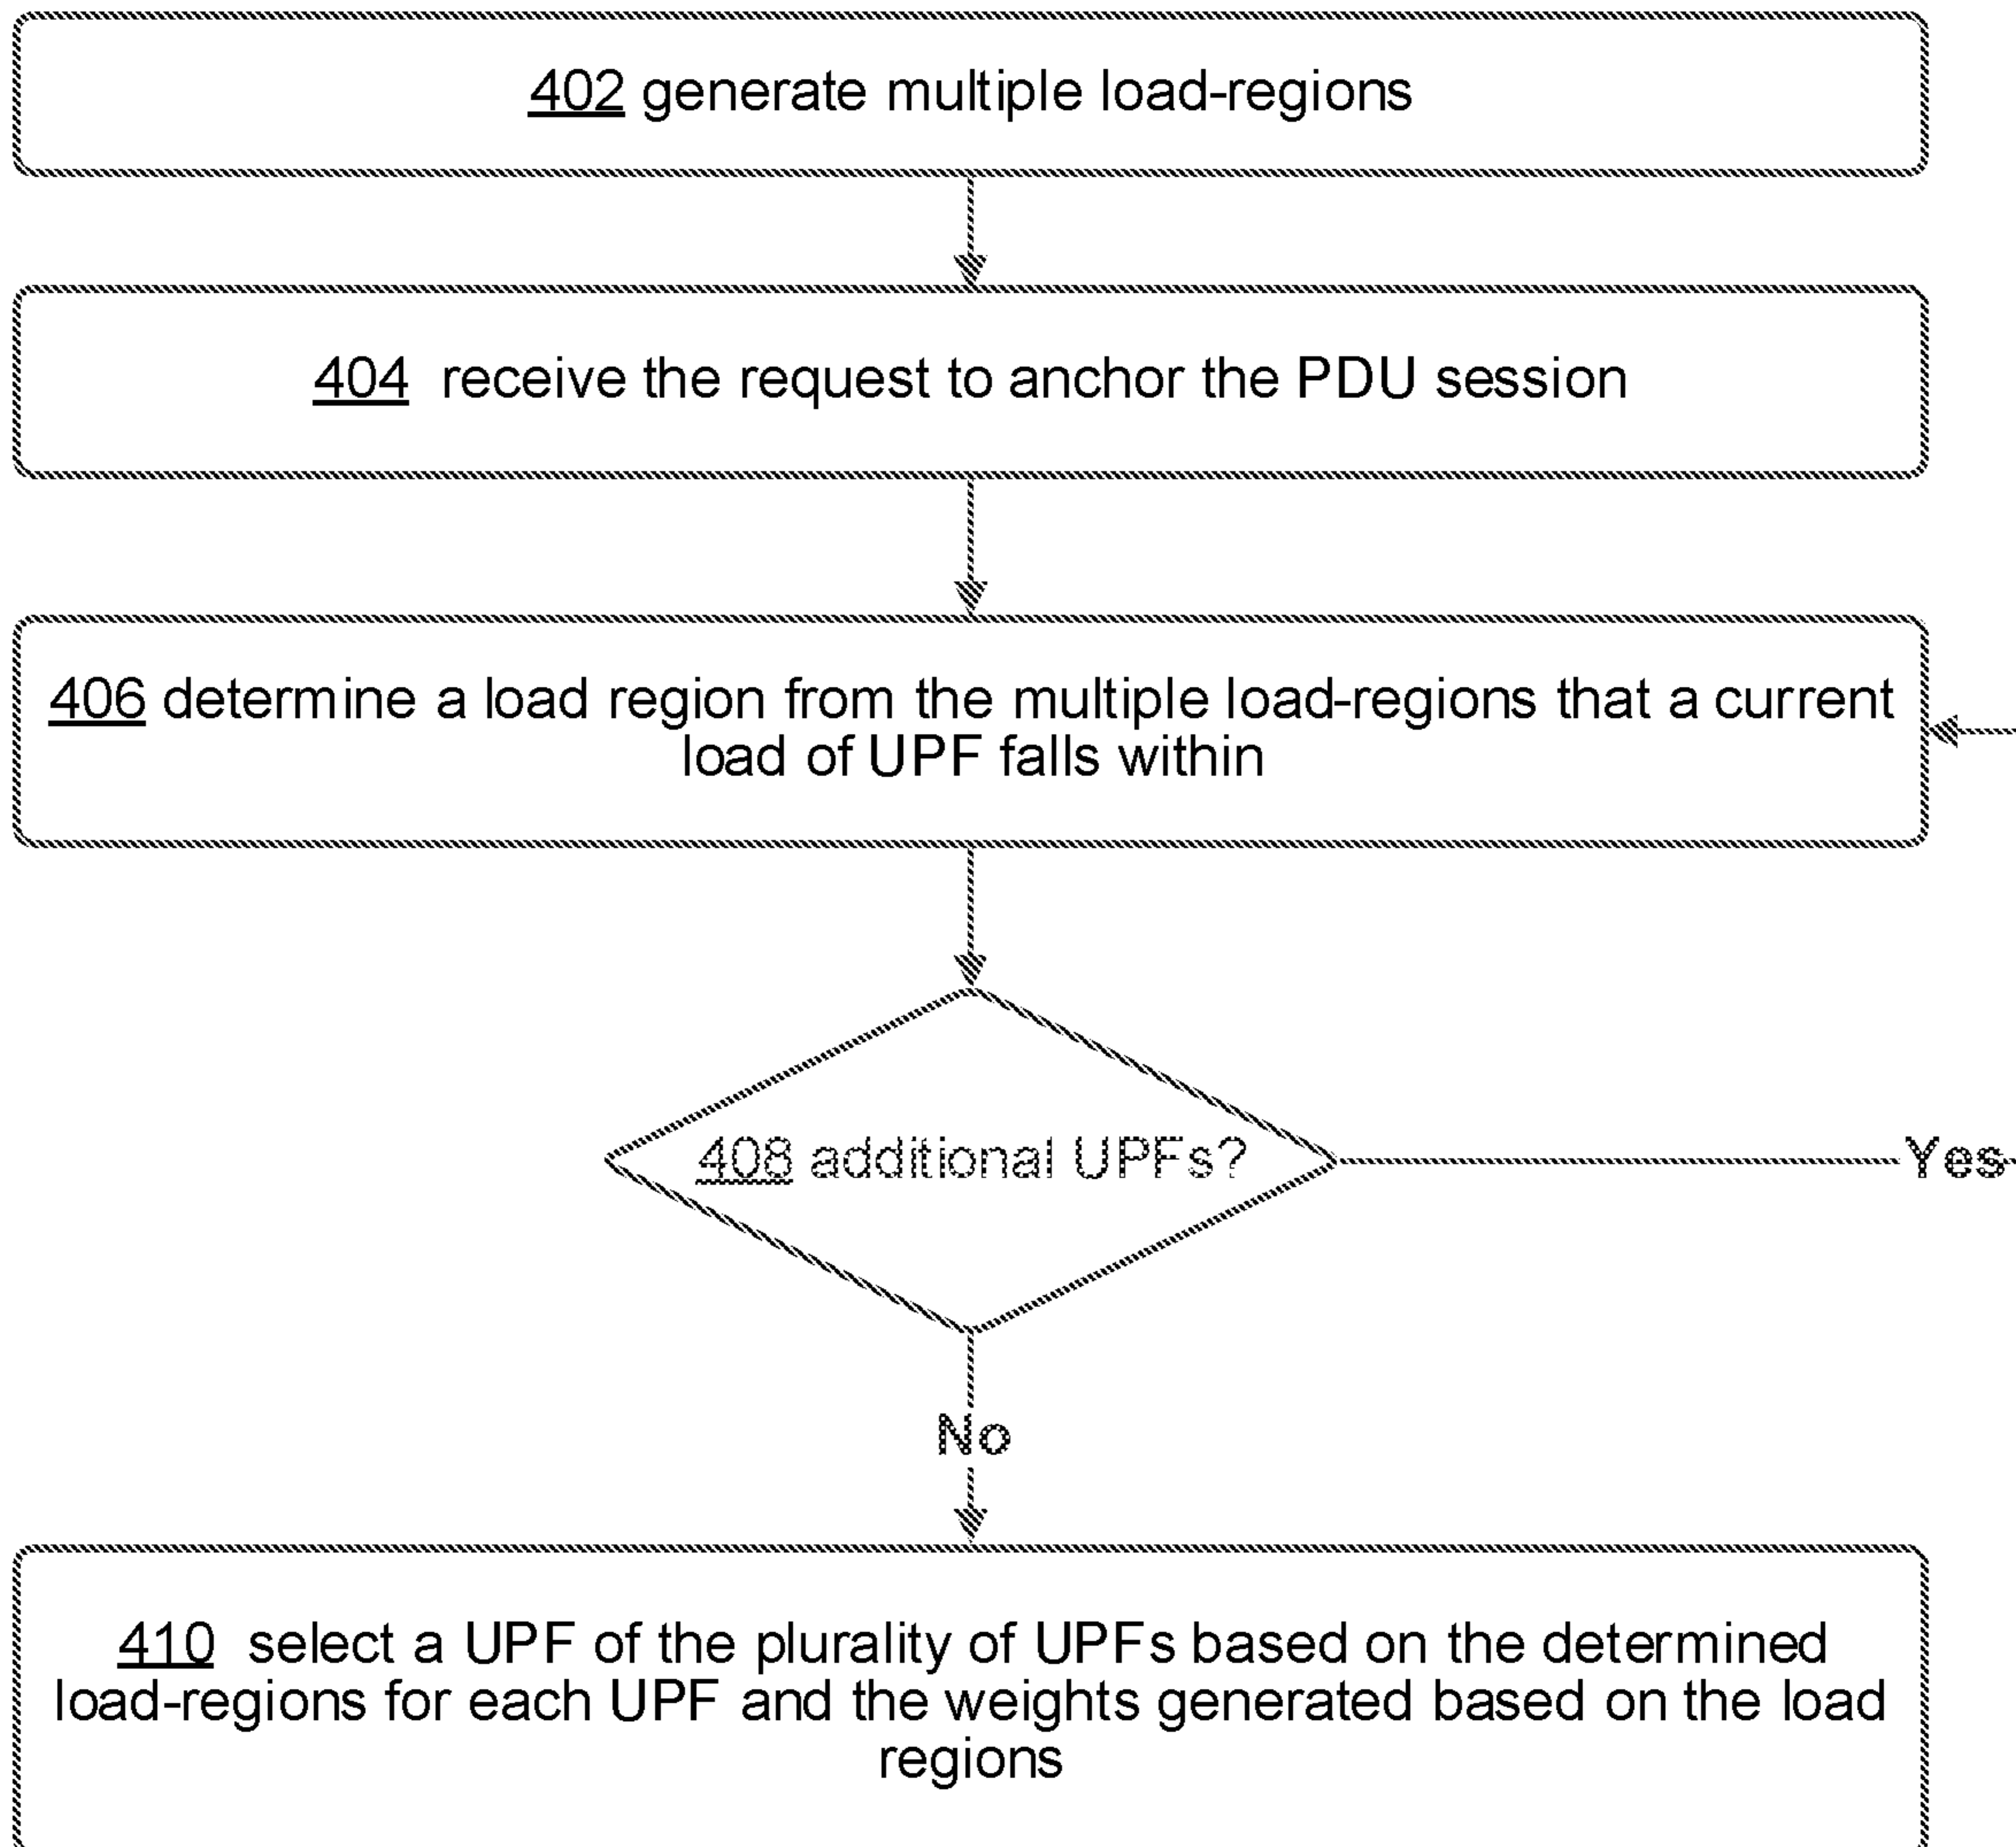 402 generate multiple load-regions
404 receive the request to anchor the PDU session
406 determine a load region from the multiple load-regions that a current
load of UPF falls within
408 additional UPFs?
Yes
No
410 select a UPF of the plurality of UPFs based on the determined
load-regions for each UPF and the weights generated based on the load
regions